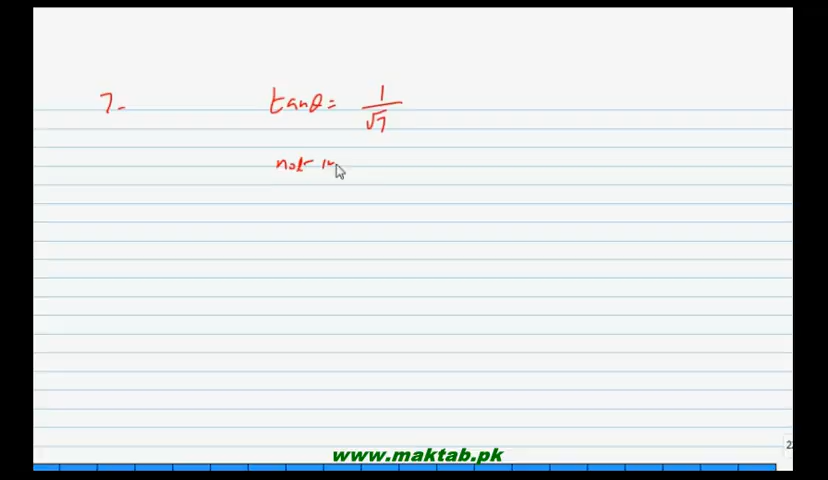 7- tanθ = 1/√7
not in
www.maktab.pk